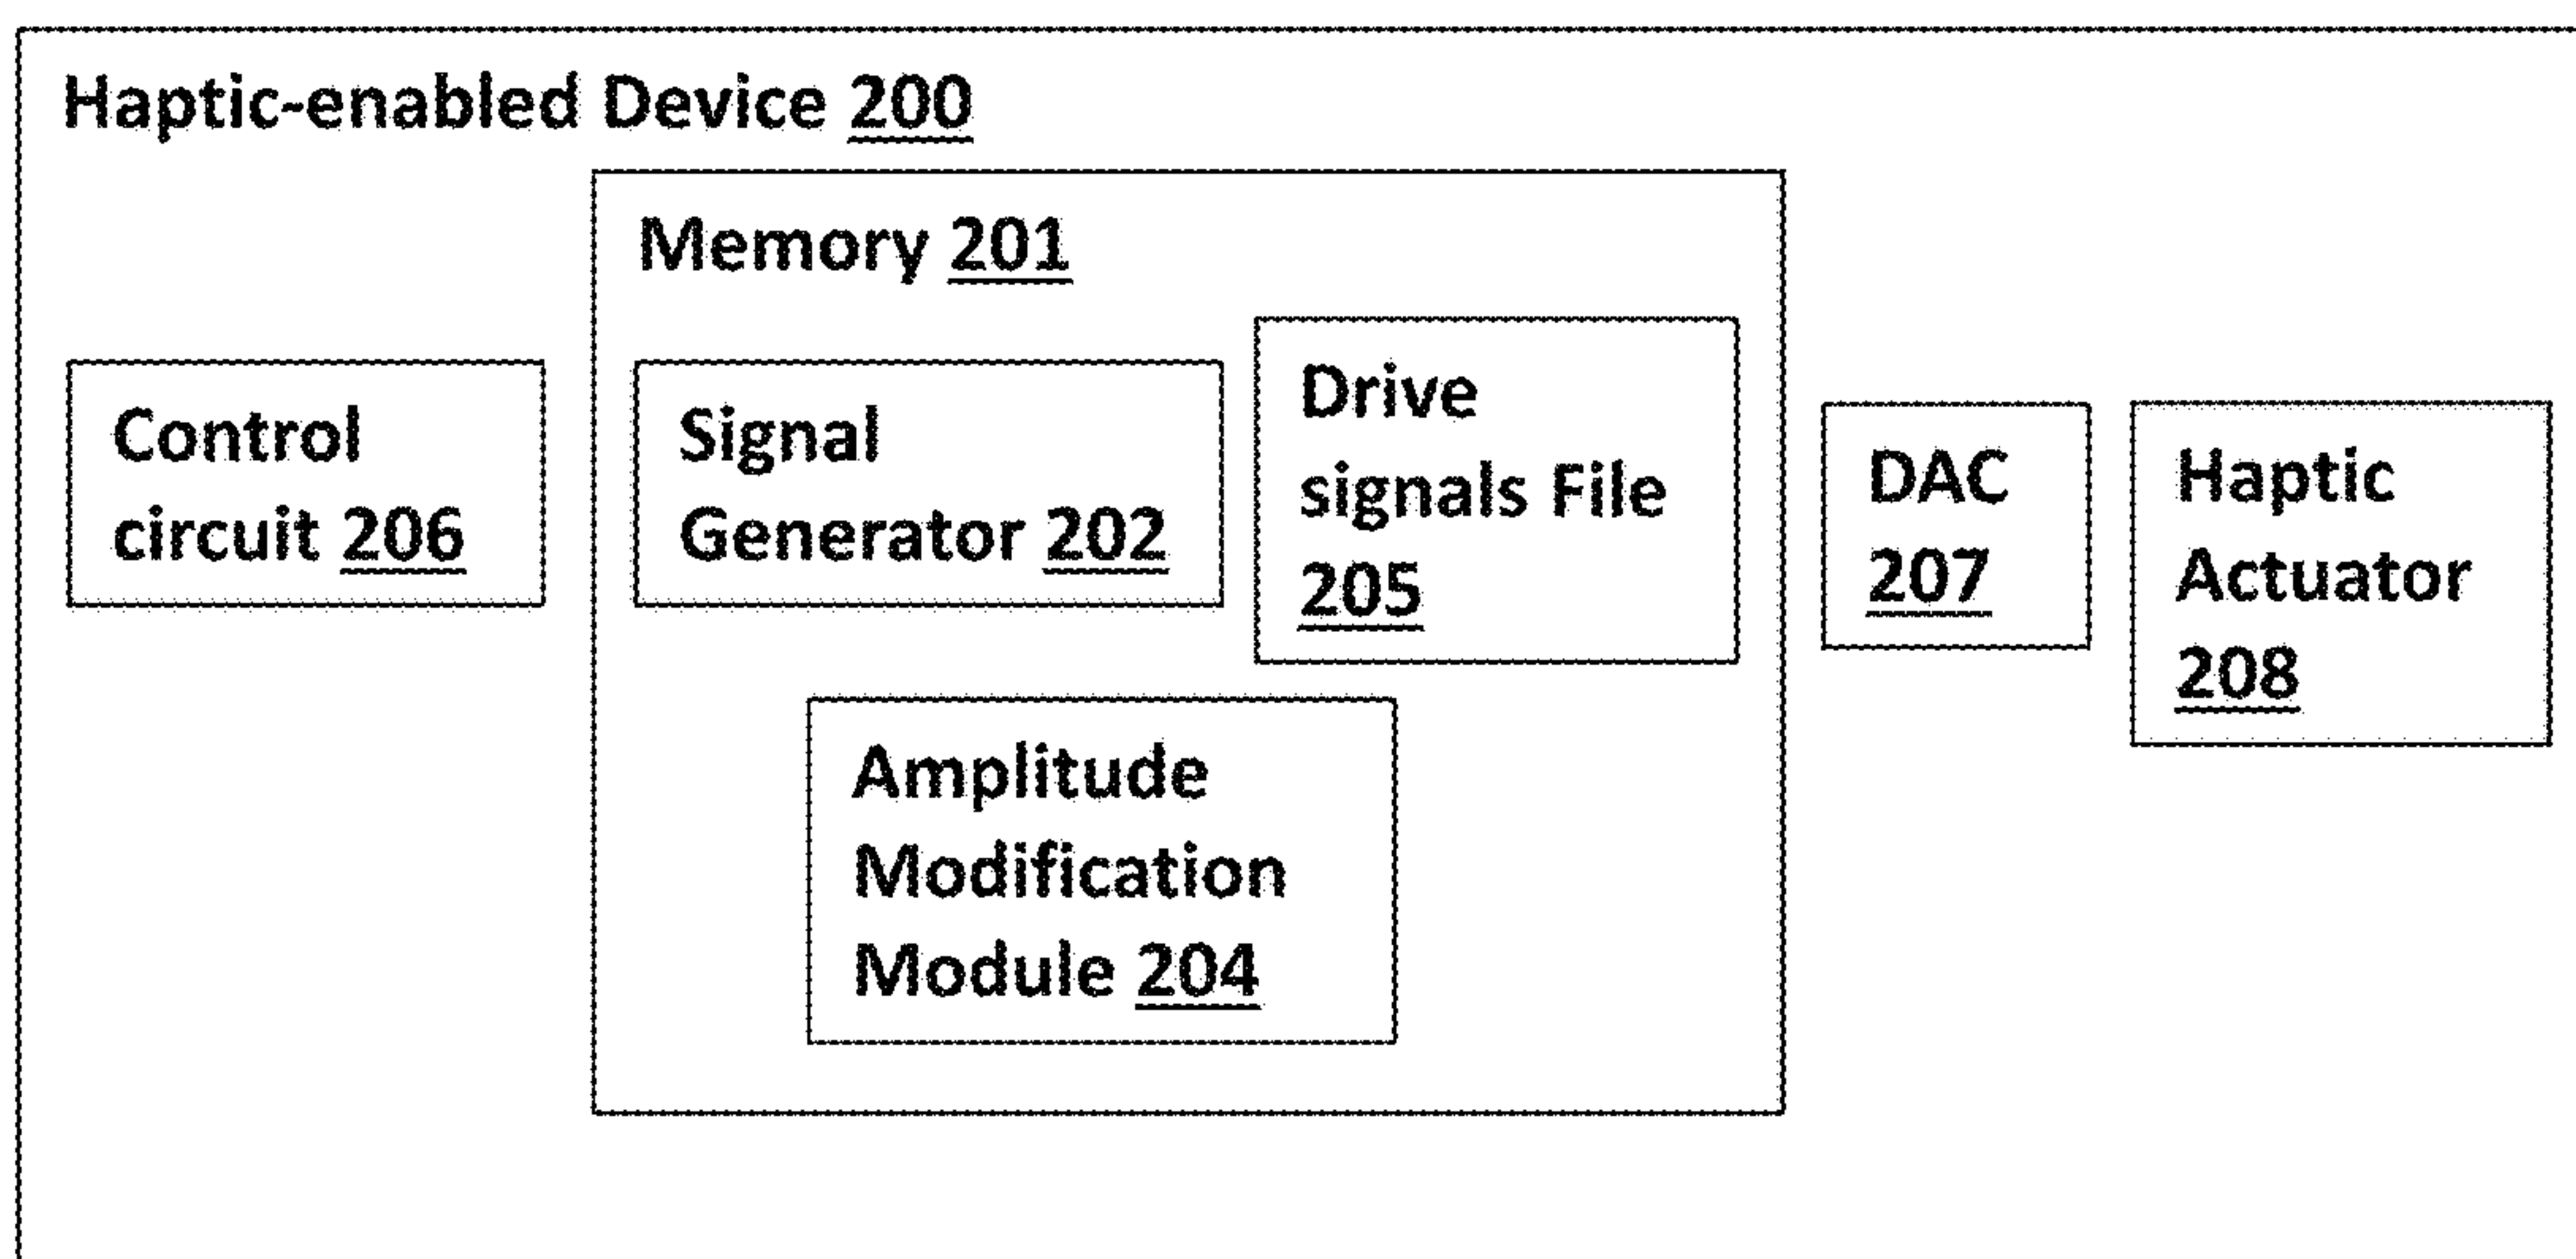 Haptic-enabled Device 200
Memory 201
Control
circuit 206
Signal
Generator 202
Drive
signals File
205
DAC
207
Haptic
Actuator
208
Amplitude
Modification
Module 204